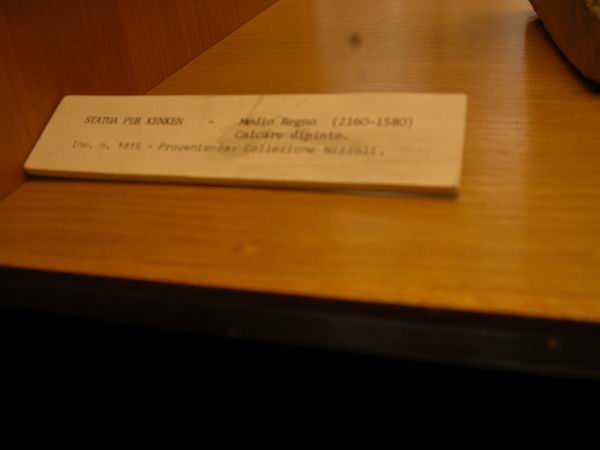 STATUA PER KENKEN - Medio Regno (2160-1580)
Calcare dipinto.
Inv. n. 1815 - Provenienza: Collezione Nizzoli.